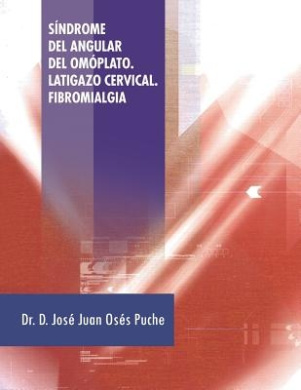 SÍNDROME
DEL ANGULAR
DEL OMÓPLATO.
LATIGAZO CERVICAL.
FIBROMIALGIA
Dr. D. José Juan Osés Puche